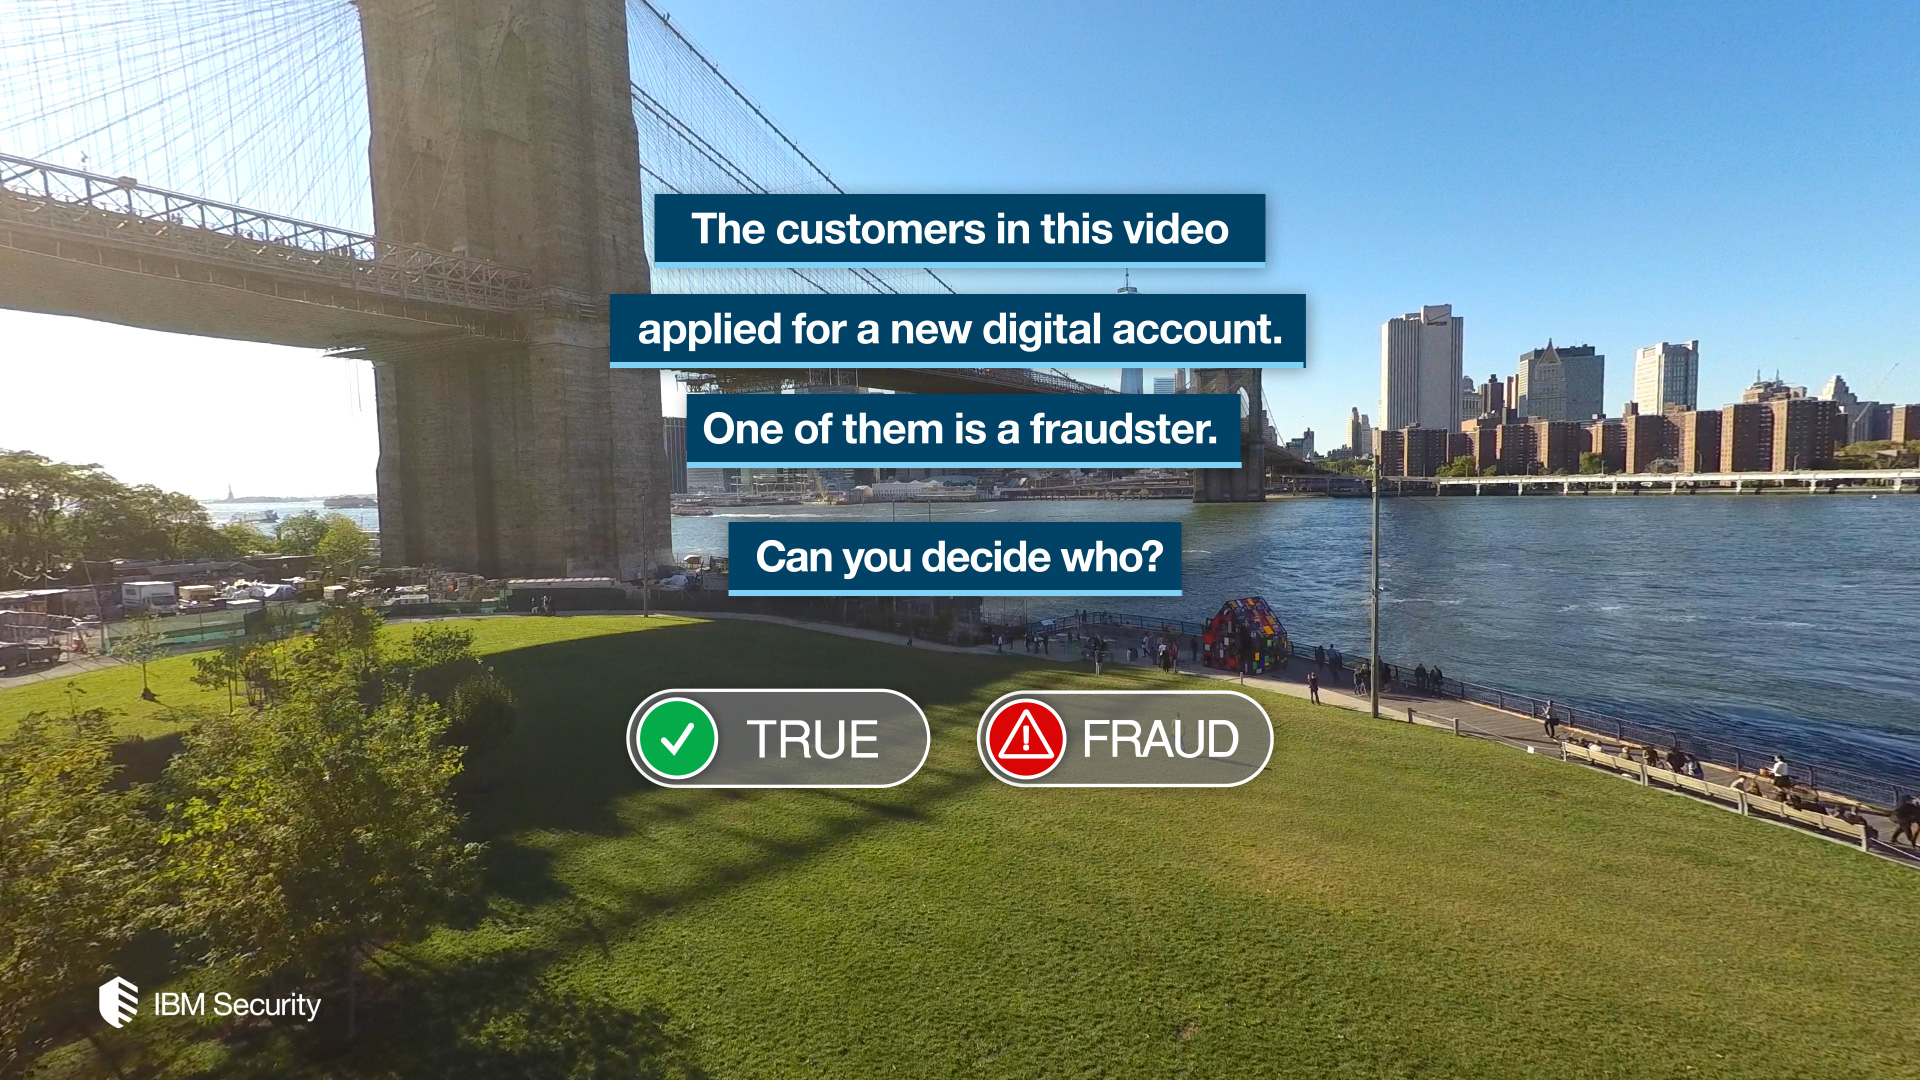 The customers in this video
applied for a new digital account.
One of them is a fraudster.
Can you decide who?
TRUE
FRAUD
IBM Security